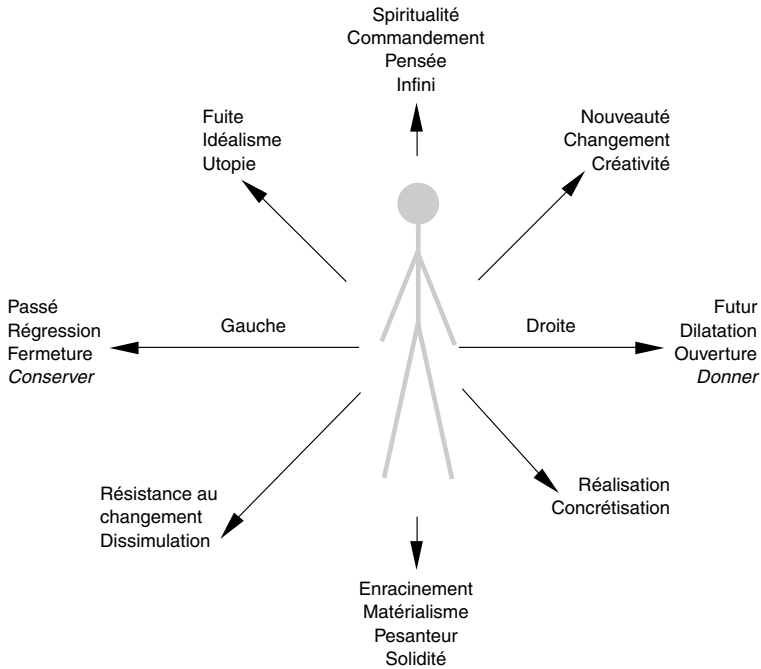 Spiritualité
Commandement
Pensée
Infini
Fuite
Idéalisme
Utopie
Nouveauté
Changement
Créativité
Passé
Régression
Fermeture
Conserver
Gauche
Droite
Futur
Dilatation
Ouverture
Donner
Résistance au
changement
Dissimulation
Réalisation
Concrétisation
Enracinement
Matérialisme
Pesanteur
Solidité